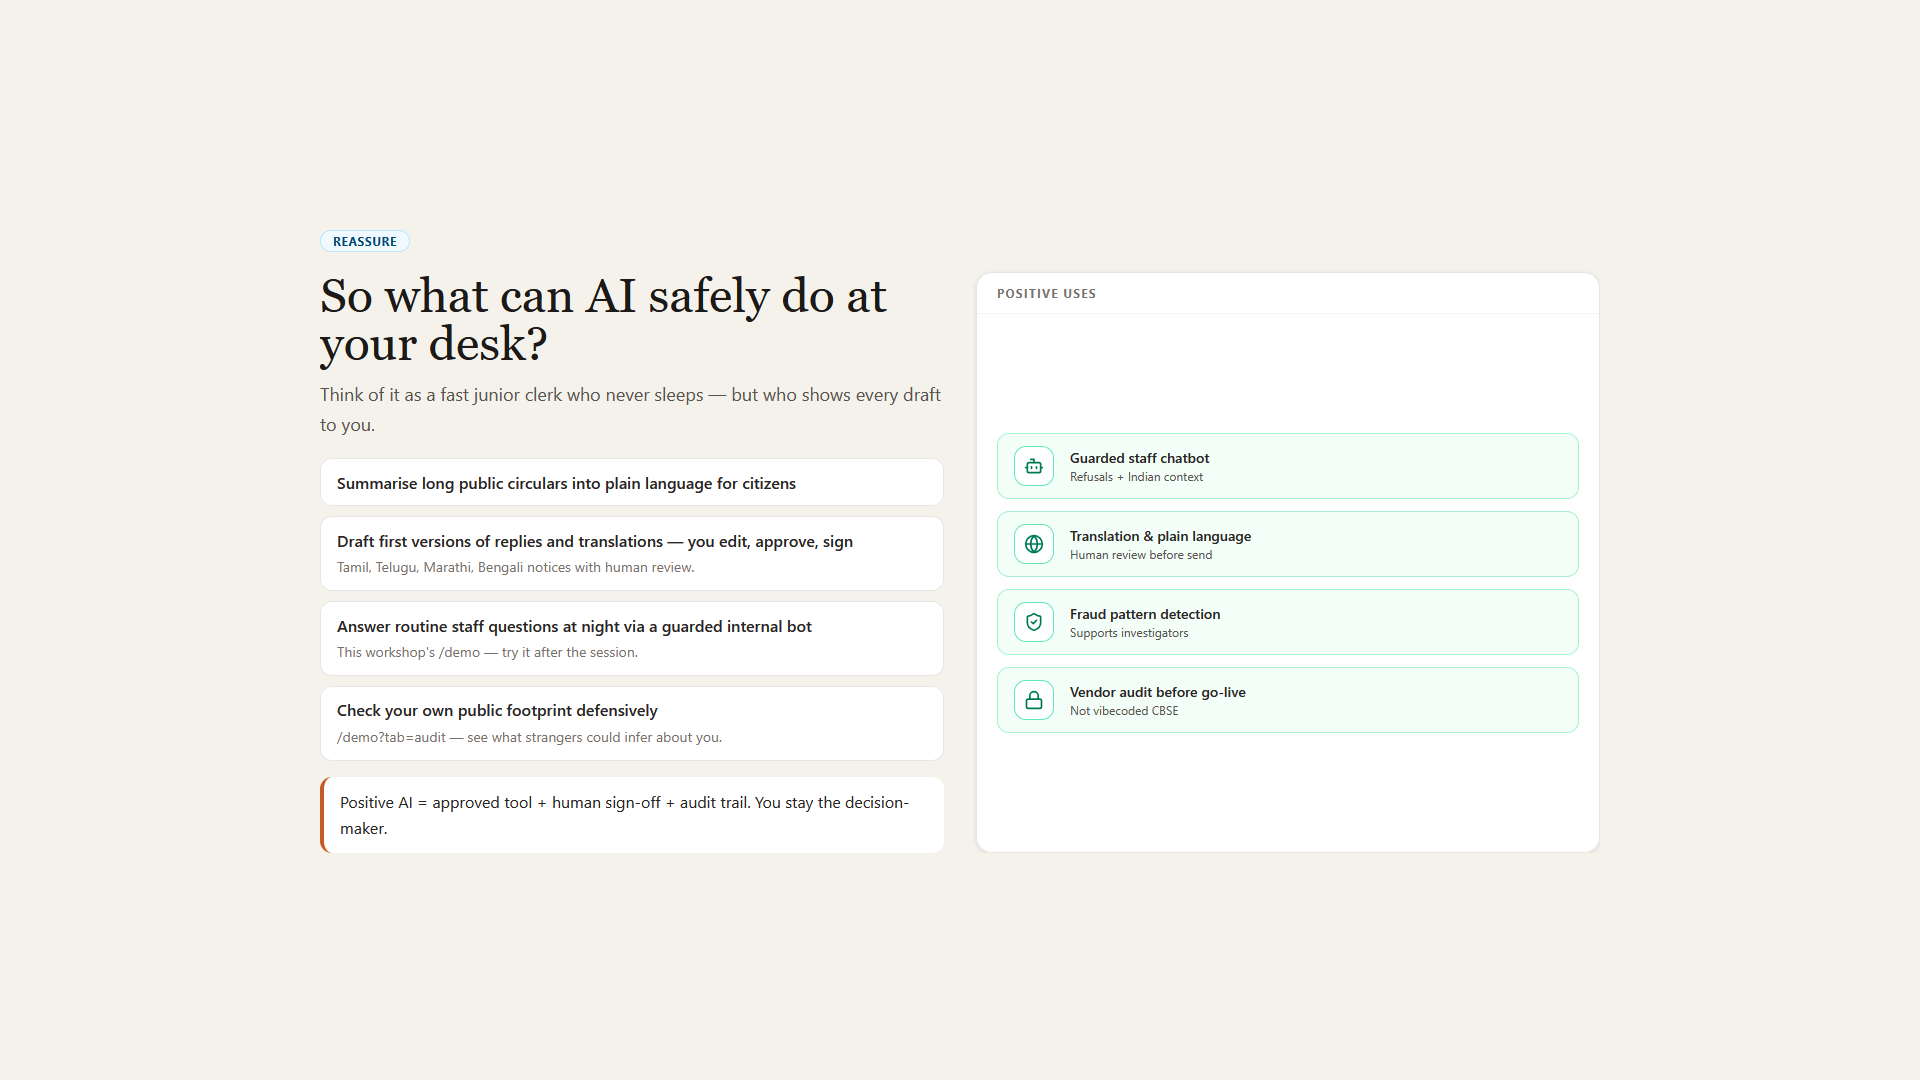 REASSURE
So what can AI safely do at
your desk?
Think of it as a fast junior clerk who never sleeps — but who shows every draft
to you.
Summarise long public circulars into plain language for citizens
Draft first versions of replies and translations — you edit, approve, sign
Tamil, Telugu, Marathi, Bengali notices with human review.
Answer routine staff questions at night via a guarded internal bot
This workshop's /demo — try it after the session.
Check your own public footprint defensively
/demo?tab=audit — see what strangers could infer about you.
Positive AI = approved tool + human sign-off + audit trail. You stay the decision-
maker.
POSITIVE USES
Guarded staff chatbot
Refusals + Indian context
Translation & plain language
Human review before send
Fraud pattern detection
Supports investigators
Vendor audit before go-live
Not vibecoded CBSE